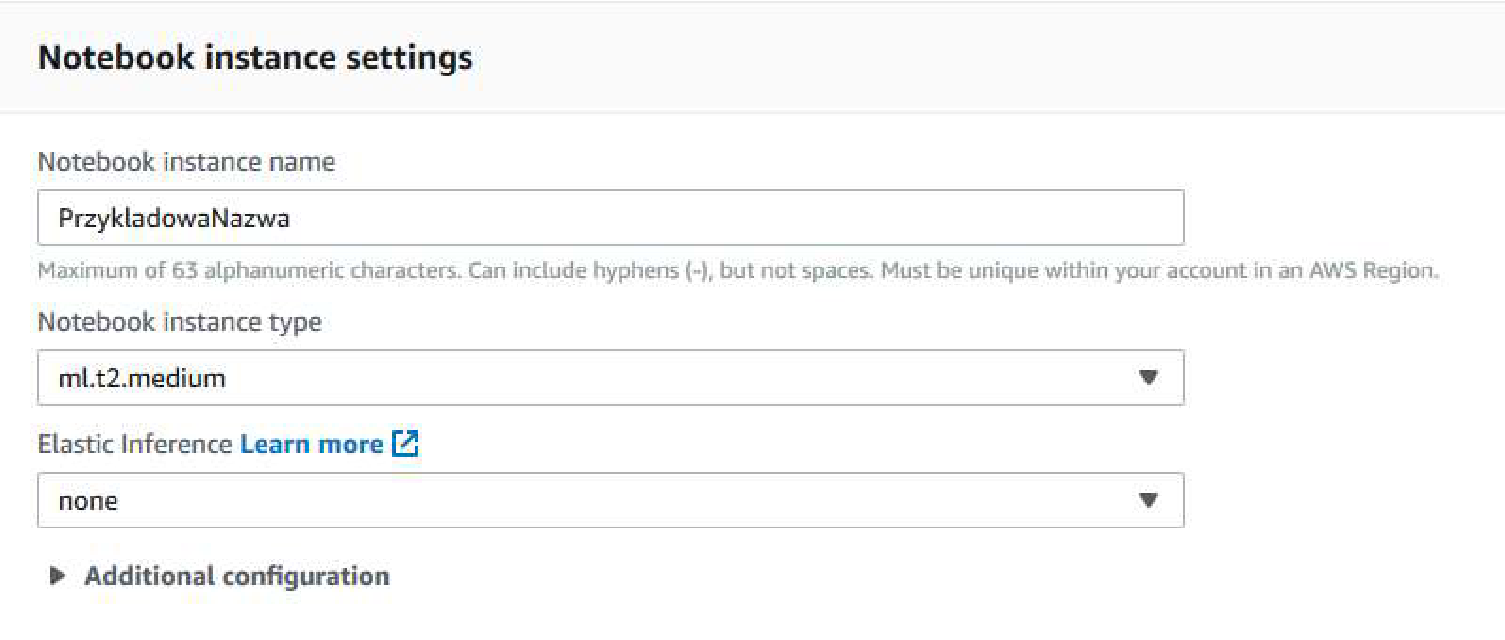 Notebook instance settings
Notebook instance name
PrzykladowaNazwa
Maximum of 63 alphanumeric characters. Can include hyphens (-), but not spaces. Must be unique within your account in an AWS Region.
Notebook instance type
ml.t2.medium
Elastic Inference Learn more
none
Additional configuration